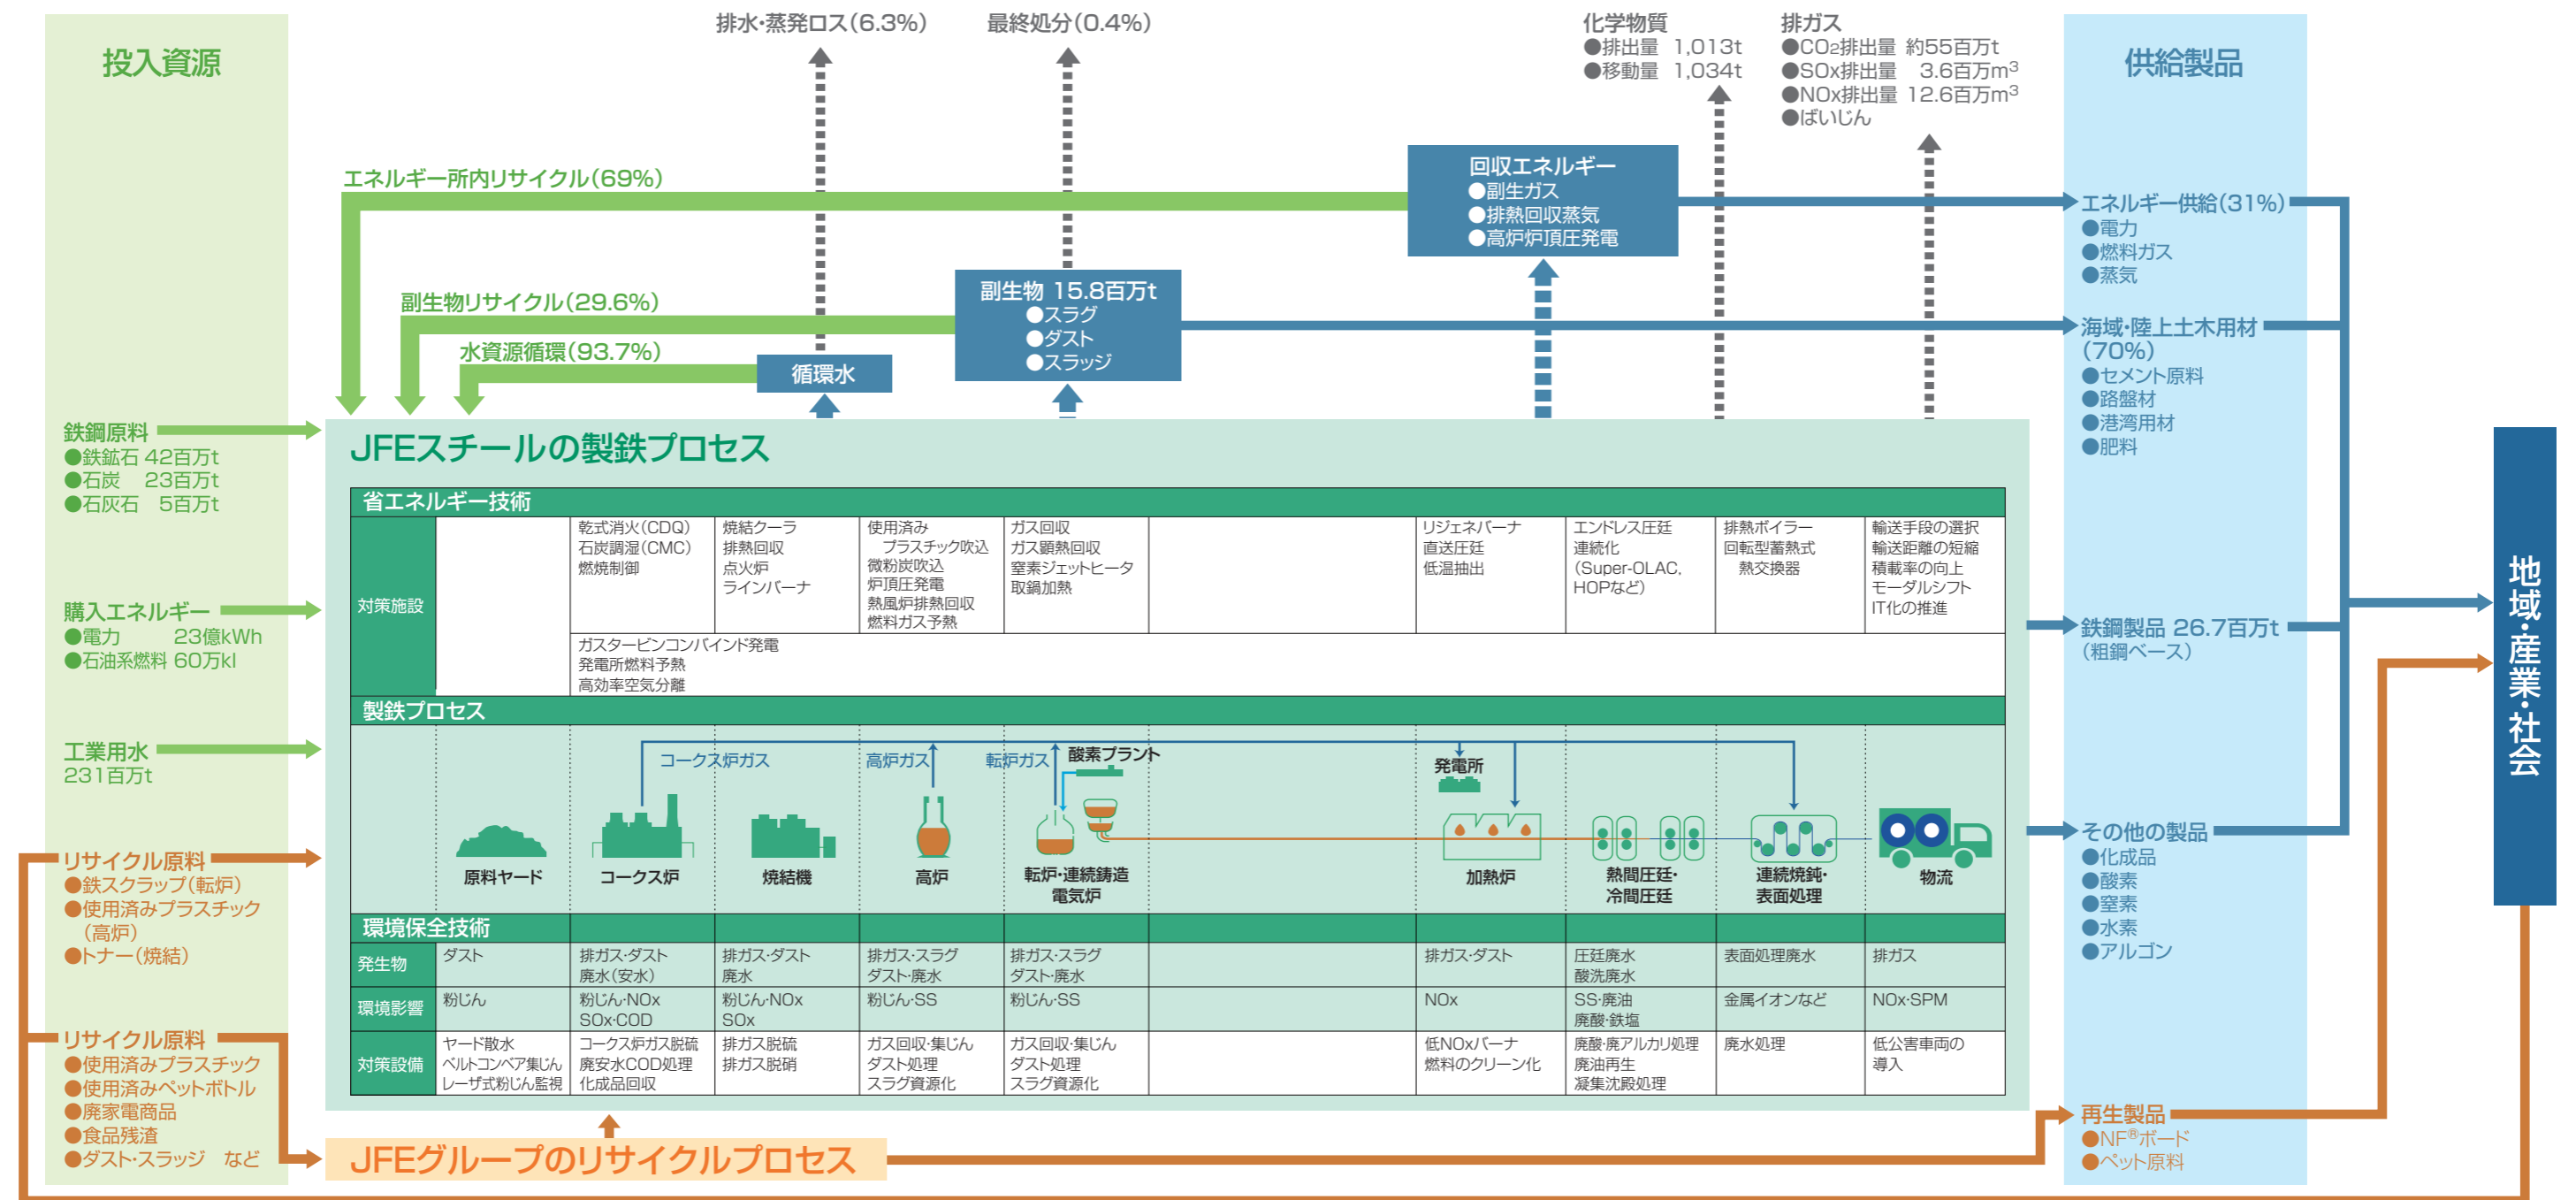 投入資源
排水・蒸発ロス(6.3%)
最終処分(0.4%)
化学物質
●排出量 1,013t
●移動量 1,034t
排ガス
●CO2排出量 約55百万t
●SOx排出量 3.6百万m3
●NOx排出量 12.6百万m3
●ばいじん
供給製品
エネルギー所内リサイクル(69%)
回収エネルギー
●副生ガス
●排熱回収蒸気
●高炉炉頂圧発電
エネルギー供給(31%)
●電力
●燃料ガス
●蒸気
副生物リサイクル(29.6%)
副生物 15.8百万t
●スラグ
●ダスト
●スラッジ
海域・陸上土木用材
(70%)
●セメント原料
●路盤材
●港湾用材
●肥料
水資源循環(93.7%)
循環水
鉄鋼原料
●鉄鉱石 42百万t
●石炭 23百万t
●石灰石 5百万t
購入エネルギー
●電力 23億kWh
●石油系燃料 60万kl
工業用水
231百万t
リサイクル原料
●鉄スクラップ(転炉)
●使用済みプラスチック
(高炉)
●トナー(焼結)
リサイクル原料
●使用済みプラスチック
●使用済みペットボトル
●廃家電商品
●食品残渣
●ダスト・スラッジ など
JFEスチールの製鉄プロセス
省エネルギー技術
対策施設
乾式消火(CDQ)
石炭調湿(CMC)
燃焼制御
焼結クーラ
排熱回収
点火炉
ラインバーナ
使用済み
プラスチック吹込
微粉炭吹込
炉頂圧発電
熱風炉排熱回収
燃料ガス予熱
ガス回収
ガス顕熱回収
窒素ジェットヒータ
取鍋加熱
リジェネバーナ
直送圧延
低温抽出
エンドレス圧延
連続化
(Super-OLAC,
HOPなど)
排熱ボイラー
回転型蓄熱式
熱交換器
輸送手段の選択
輸送距離の短縮
積載率の向上
モーダルシフト
IT化の推進
ガスタービンコンバインド発電
発電所燃料予熱
高効率空気分離
製鉄プロセス
コークス炉ガス
高炉ガス
転炉ガス
酸素プラント
発電所
原料ヤード
コークス炉
焼結機
高炉
転炉・連続鋳造
電気炉
加熱炉
熱間圧延・
冷間圧延
連続焼鈍・
表面処理
物流
環境保全技術
発生物
ダスト
排ガス・ダスト
廃水(安水)
排ガス・ダスト
廃水
排ガス・スラグ
ダスト・廃水
排ガス・スラグ
ダスト・廃水
排ガス・ダスト
圧延廃水
酸洗廃水
表面処理廃水
排ガス
環境影響
粉じん
粉じん・NOx
SOx・COD
粉じん・NOx
SOx
粉じん・SS
粉じん・SS
NOx
SS・廃油
廃酸・鉄塩
金属イオンなど
NOx・SPM
対策設備
ヤード散水
ベルトコンベア集じん
レーザ式粉じん監視
コークス炉ガス脱硫
廃安水COD処理
化成品回収
排ガス脱硫
排ガス脱硝
ガス回収・集じん
ダスト処理
スラグ資源化
ガス回収・集じん
ダスト処理
スラグ資源化
低NOxバーナ
燃料のクリーン化
廃酸・廃アルカリ処理
廃油再生
凝集沈殿処理
廃水処理
低公害車両の
導入
JFEグループのリサイクルプロセス
鉄鋼製品 26.7百万t
(粗鋼ベース)
その他の製品
●化成品
●酸素
●窒素
●水素
●アルゴン
再生製品
●NF®ボード
●ペット原料
地域・産業・社会